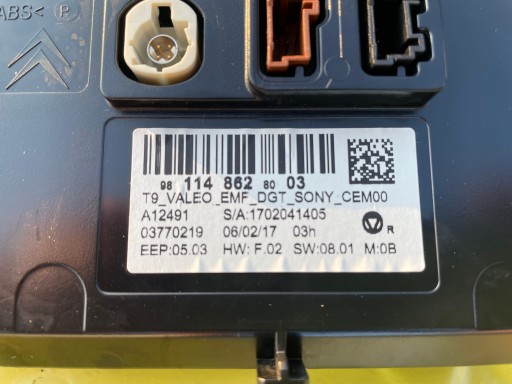 ABS< R
98 114 862 80 03
T9_VALEO_EMF_DGT_SONY_CEM00
A12491 S/A:1702041405
03770219 06/02/17 03h
R
EEP:05.03 HW:F.02 SW:08.01 M:0B